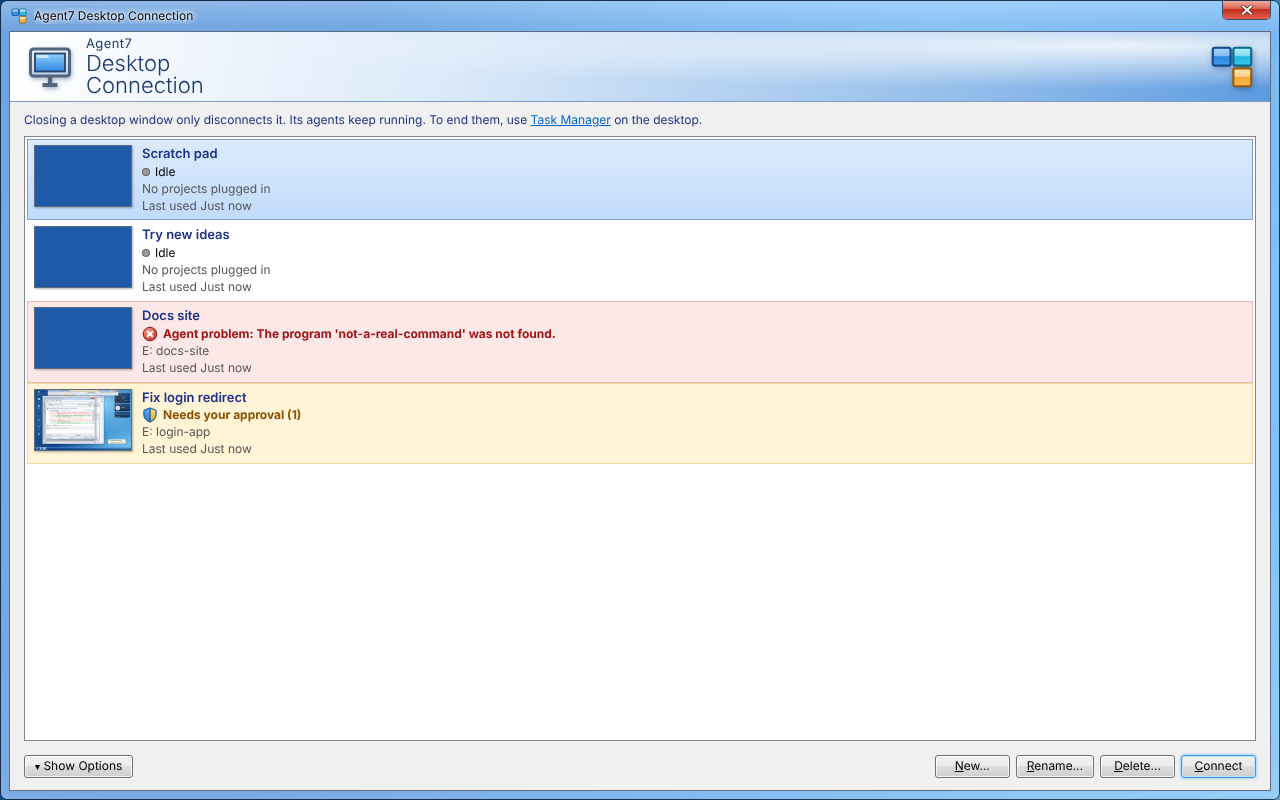 Agent7 Desktop Connection
Agent7
Desktop
Connection
Closing a desktop window only disconnects it. Its agents keep running. To end them, use Task Manager on the desktop.
Scratch pad
Idle
No projects plugged in
Last used Just now
Try new ideas
Idle
No projects plugged in
Last used Just now
Docs site
Agent problem: The program 'not-a-real-command' was not found.
E: docs-site
Last used Just now
Fix login redirect
Needs your approval (1)
E: login-app
Last used Just now
▾ Show Options
New...
Rename...
Delete...
Connect